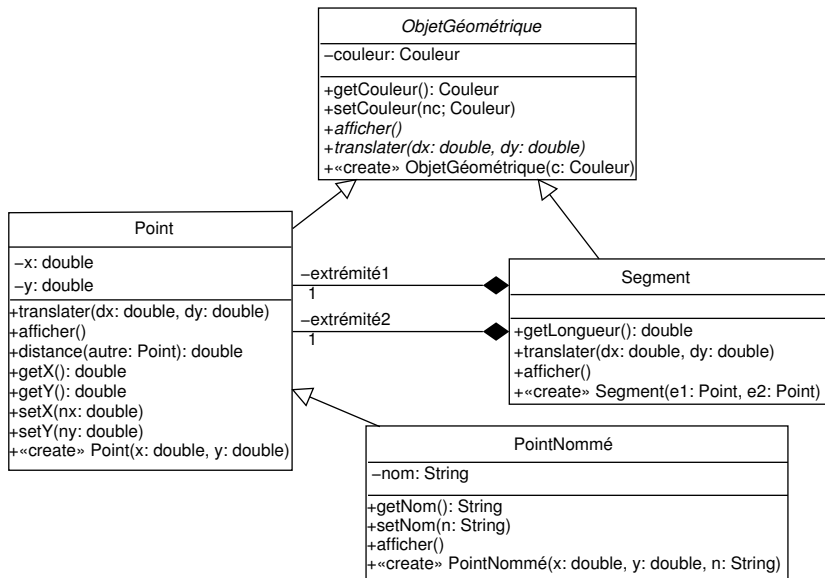 ObjetGéométrique
−couleur: Couleur
+getCouleur(): Couleur
+setCouleur(nc; Couleur)
+afficher()
+translater(dx: double, dy: double)
+«create» ObjetGéométrique(c: Couleur)
Point
−x: double
−y: double
+translater(dx: double, dy: double)
+afficher()
+distance(autre: Point): double
+getX(): double
+getY(): double
+setX(nx: double)
+setY(ny: double)
+«create» Point(x: double, y: double)
−extrémité1
1
−extrémité2
1
Segment
+getLongueur(): double
+translater(dx: double, dy: double)
+afficher()
+«create» Segment(e1: Point, e2: Point)
PointNommé
−nom: String
+getNom(): String
+setNom(n: String)
+afficher()
+«create» PointNommé(x: double, y: double, n: String)